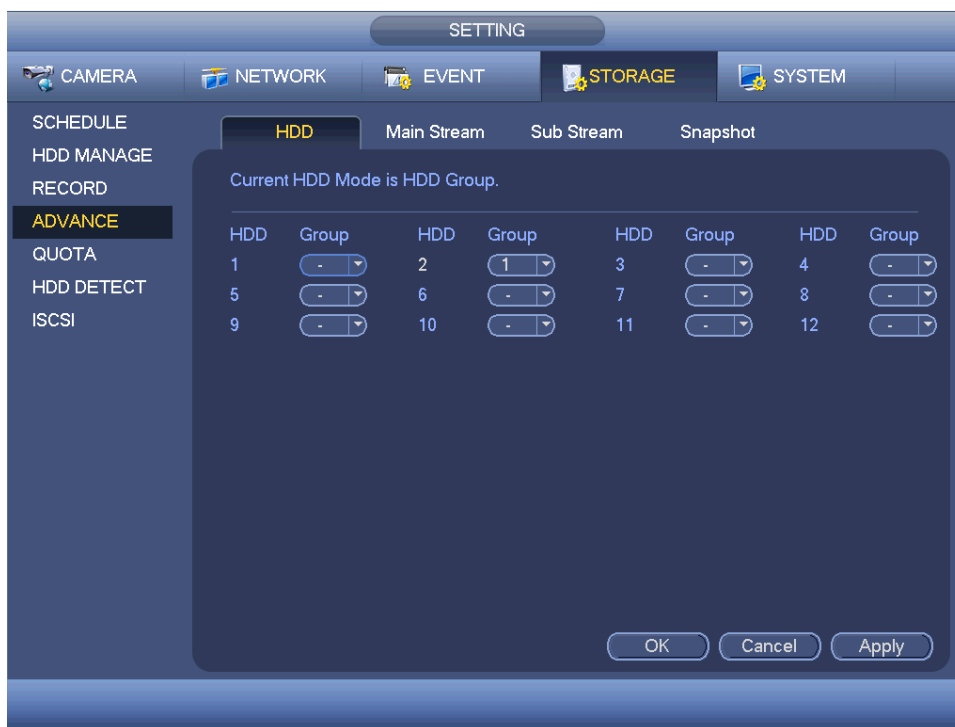 SETTING
CAMERA NETWORK EVENT STORAGE SYSTEM
SCHEDULE
HDD MANAGE
RECORD
ADVANCE
QUOTA
HDD DETECT
ISCSI
HDD Main Stream Sub Stream Snapshot
Current HDD Mode is HDD Group.
HDD Group HDD Group HDD Group HDD Group
1 - 2 1 3 - 4 -
5 - 6 - 7 - 8 -
9 - 10 - 11 - 12 -
OK Cancel Apply